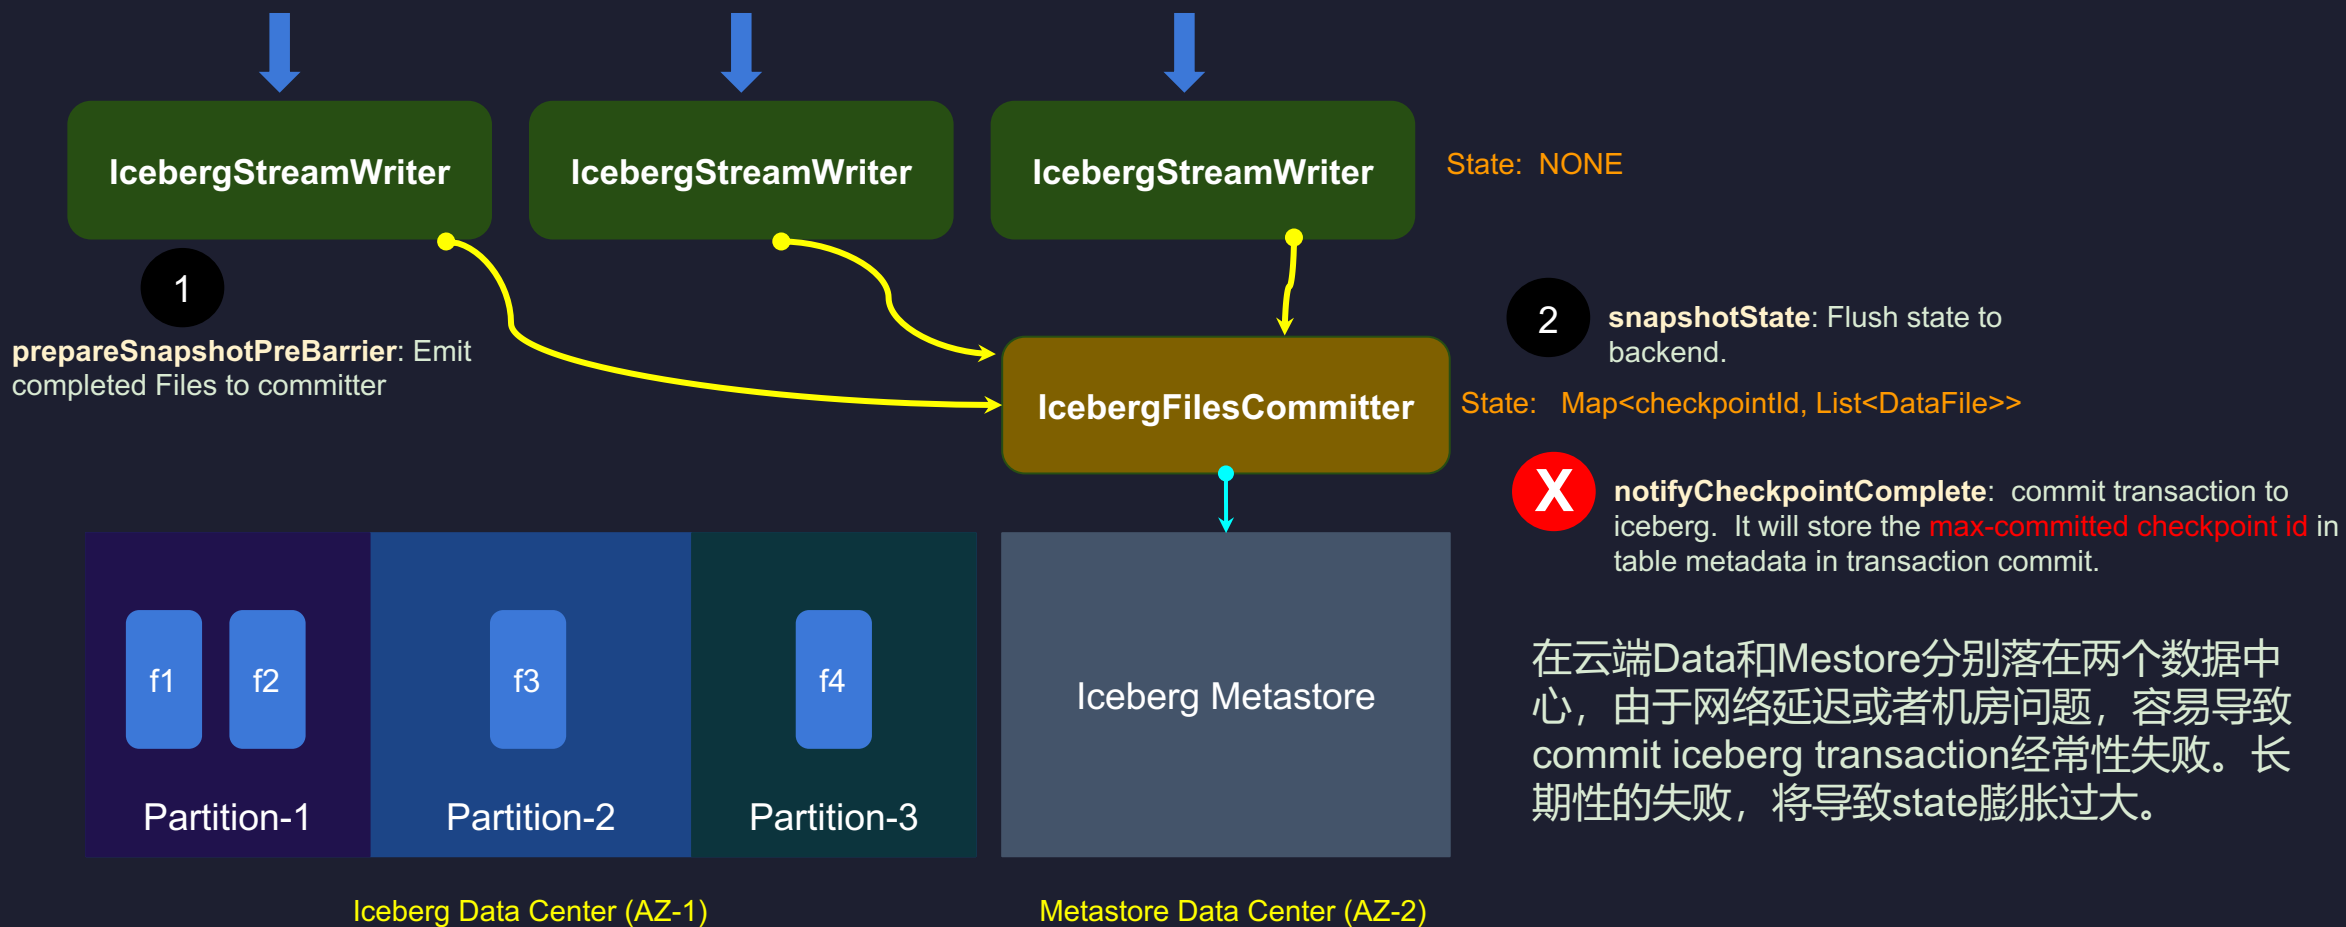 IcebergStreamWriter
IcebergStreamWriter
IcebergStreamWriter
State: NONE
1
prepareSnapshotPreBarrier: Emit
completed Files to committer
2
snapshotState: Flush state to
backend.
IcebergFilesCommitter
State: Map<checkpointId, List<DataFile>>
X
notifyCheckpointComplete: commit transaction to
iceberg. It will store the max-committed checkpoint id in
table metadata in transaction commit.
f1
f2
f3
f4
Partition-1
Partition-2
Partition-3
Iceberg Metastore
在云端Data和Mestore分别落在两个数据中
心，由于网络延迟或者机房问题，容易导致
commit iceberg transaction经常性失败。长
期性的失败，将导致state膨胀过大。
Iceberg Data Center (AZ-1)
Metastore Data Center (AZ-2)